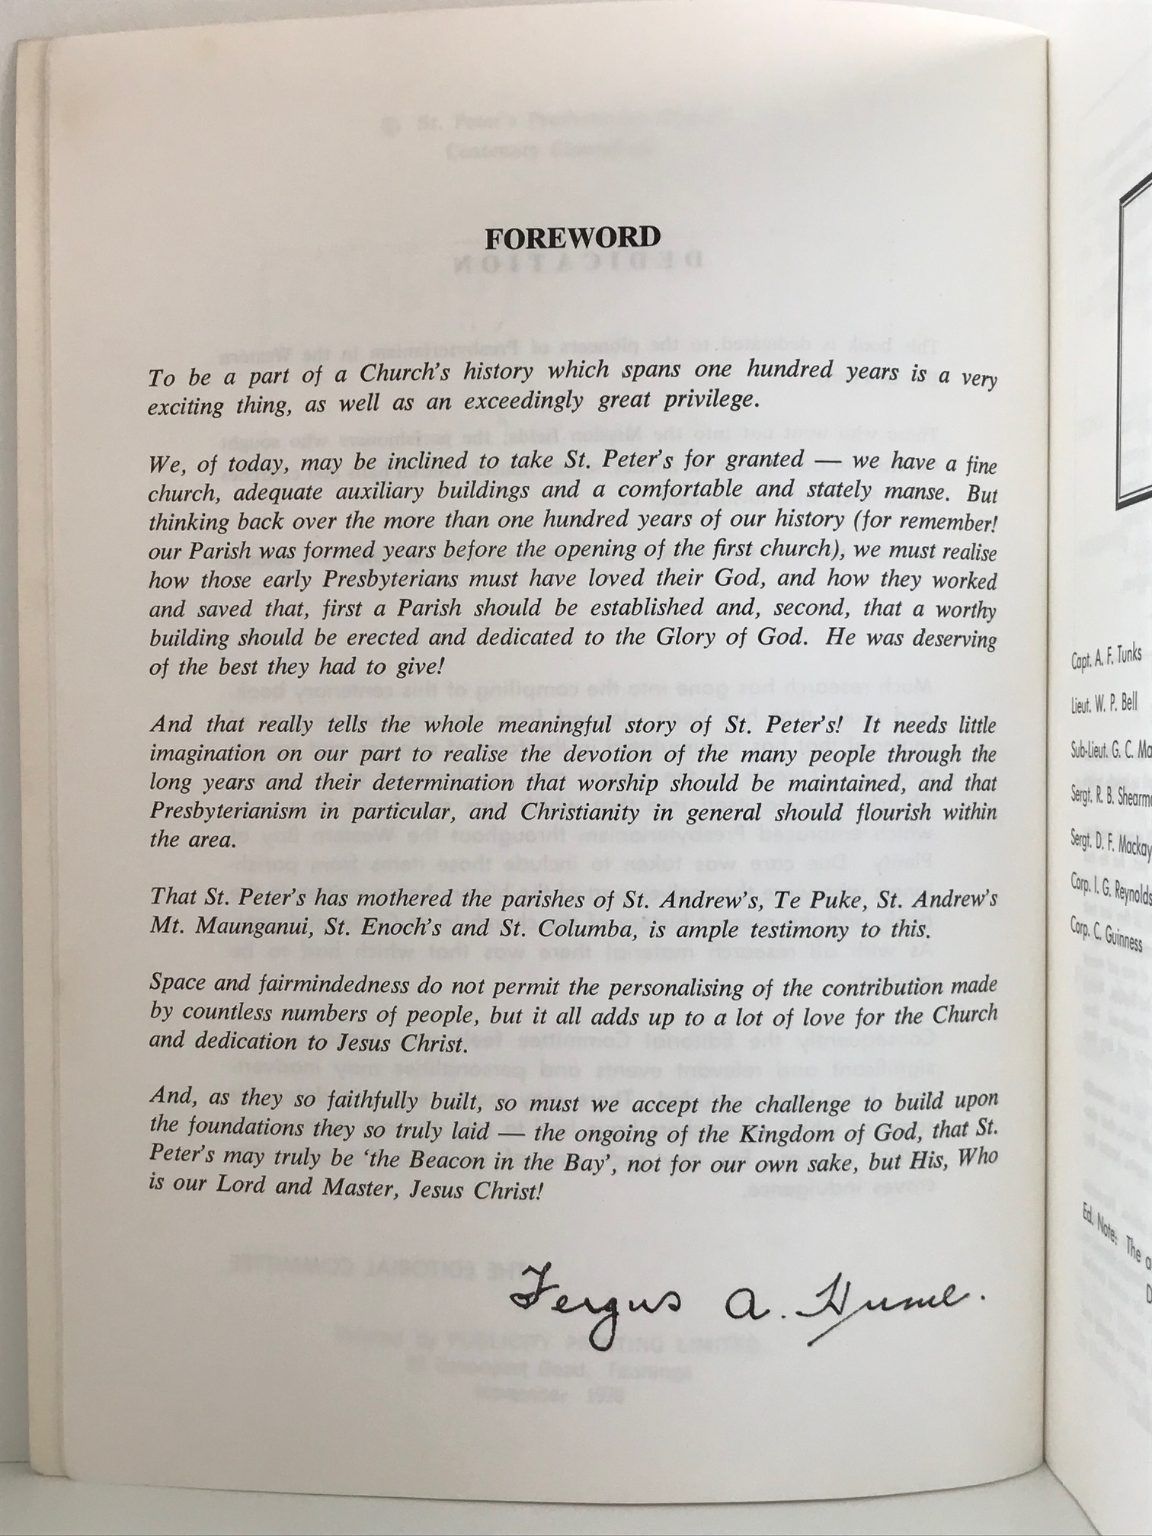 FOREWORD
To be a part of a Church's history which spans one hundred years is a very
exciting thing, as well as an exceedingly great privilege.
We, of today, may be inclined to take St. Peter's for granted — we have a fine
church, adequate auxiliary buildings and a comfortable and stately manse. But
thinking back over the more than one hundred years of our history (for remember!
our Parish was formed years before the opening of the first church), we must realise
how those early Presbyterians must have loved their God, and how they worked
and saved that, first a Parish should be established and, second, that a worthy
building should be erected and dedicated to the Glory of God. He was deserving
of the best they had to give!
And that really tells the whole meaningful story of St. Peter's! It needs little
imagination on our part to realise the devotion of the many people through the
long years and their determination that worship should be maintained, and that
Presbyterianism in particular, and Christianity in general should flourish within
the area.
That St. Peter's has mothered the parishes of St. Andrew's, Te Puke, St. Andrew's
Mt. Maunganui, St. Enoch's and St. Columba, is ample testimony to this.
Space and fairmindedness do not permit the personalising of the contribution made
by countless numbers of people, but it all adds up to a lot of love for the Church
and dedication to Jesus Christ.
And, as they so faithfully built, so must we accept the challenge to build upon
the foundations they so truly laid — the ongoing of the Kingdom of God, that St.
Peter's may truly be 'the Beacon in the Bay', not for our own sake, but His, Who
is our Lord and Master, Jesus Christ!
Fergus A. Hume.
Capt. A. F. Tunks
Lieut. W. P. Bell
Sub-Lieut. G. C.
Sergt. R. B.
Sergt. D. F. Mackay
Corp. I. G. Reynolds
Corp. C. Guinness
Ed. Note: The